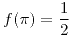 f(π) = 1/2